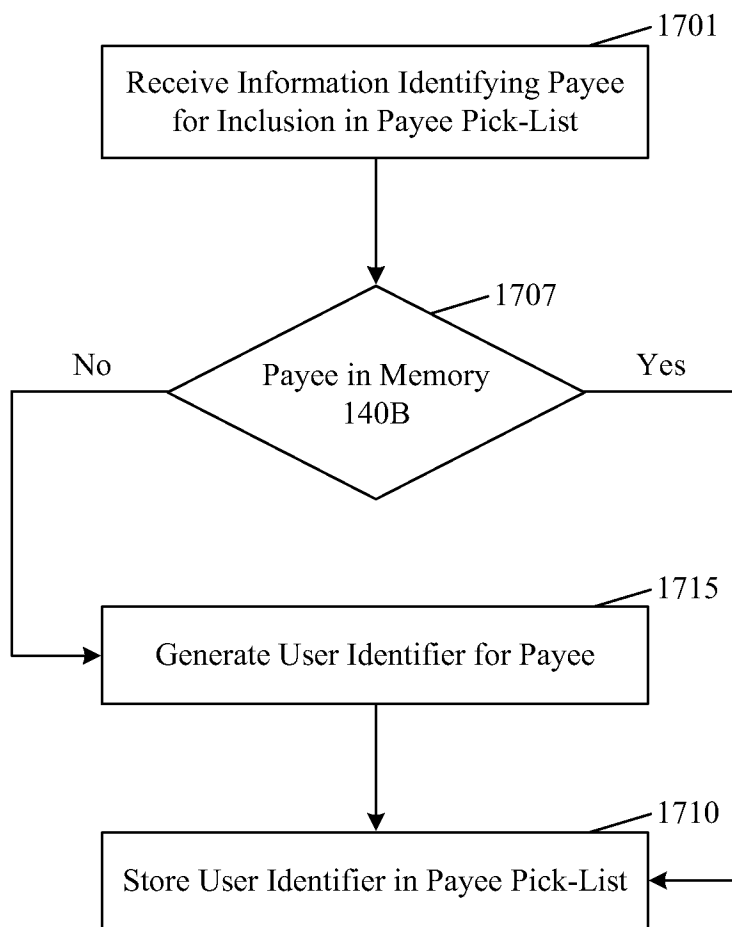 1701
Receive Information Identifying Payee
for Inclusion in Payee Pick-List
1707
No
Payee in Memory
140B
Yes
1715
Generate User Identifier for Payee
1710
Store User Identifier in Payee Pick-List